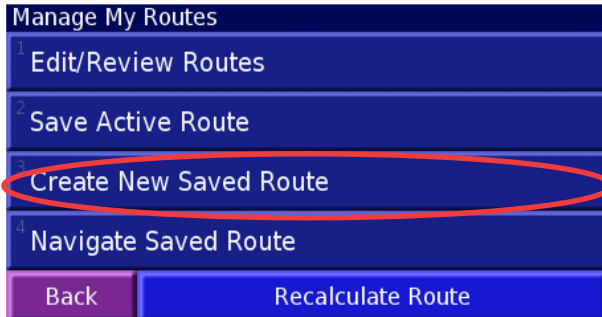 Manage My Routes
1
Edit/Review Routes
2
Save Active Route
3
Create New Saved Route
4
Navigate Saved Route
Back
Recalculate Route